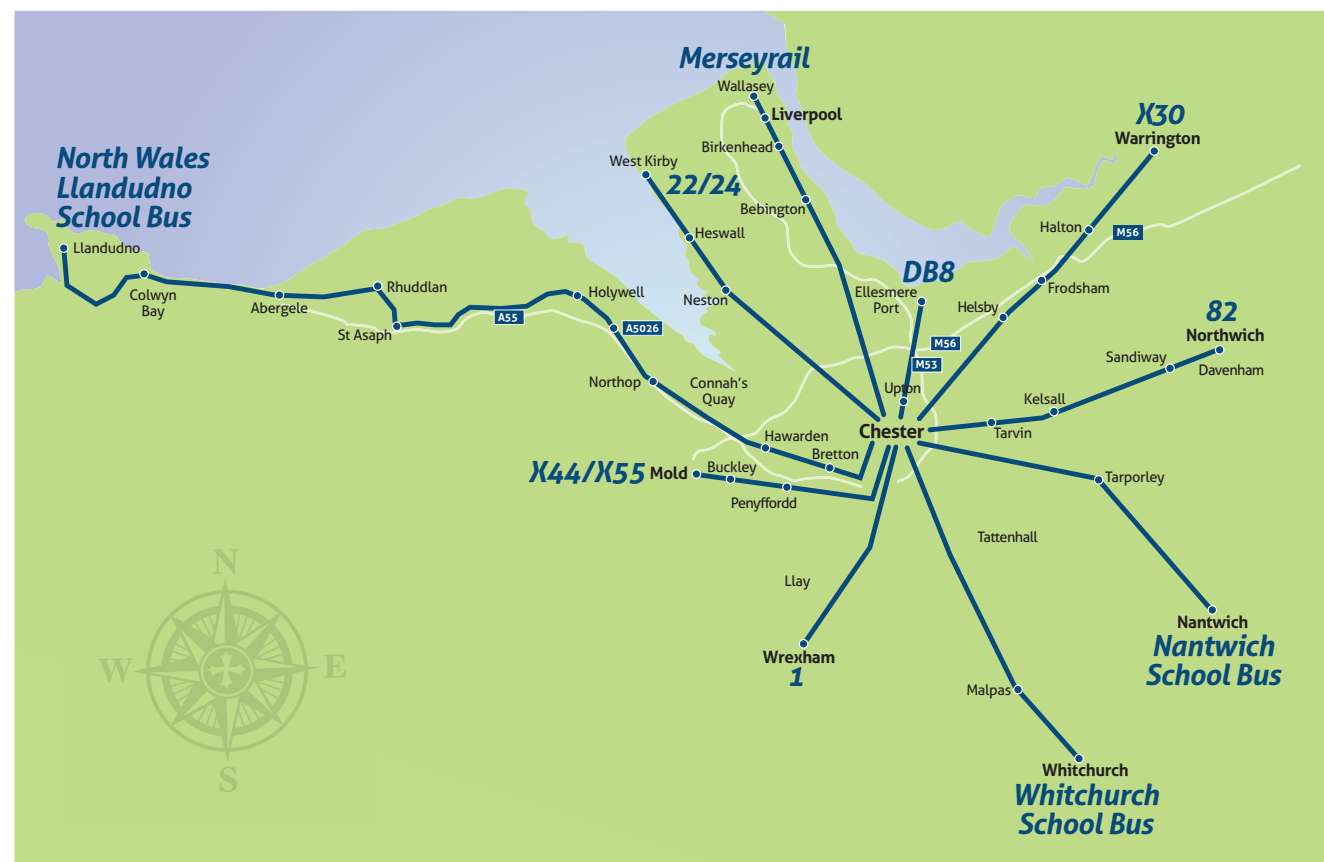 Merseyrail
Wallasey
Liverpool
Birkenhead
Bebington
X30
Warrington
Halton
M56
Frodsham
Helsby
North Wales
Llandudno
School Bus
Llandudno
Colwyn
Bay
Abergele
Rhuddlan
St Asaph
A55
Holywell
A5026
Northop
Connah's
Quay
Hawarden
Bretton
West Kirby
22/24
Heswall
Neston
DB8
Ellesmere
Port
M56
M53
Upton
Chester
82
Northwich
Sandiway
Davenham
Kelsall
Tarvin
X44/X55
Mold
Buckley
Penyffordd
Tarporley
Tattenhall
Llay
Wrexham
1
Nantwich
Nantwich
School Bus
Malpas
Whitchurch
Whitchurch
School Bus
N
W
E
S